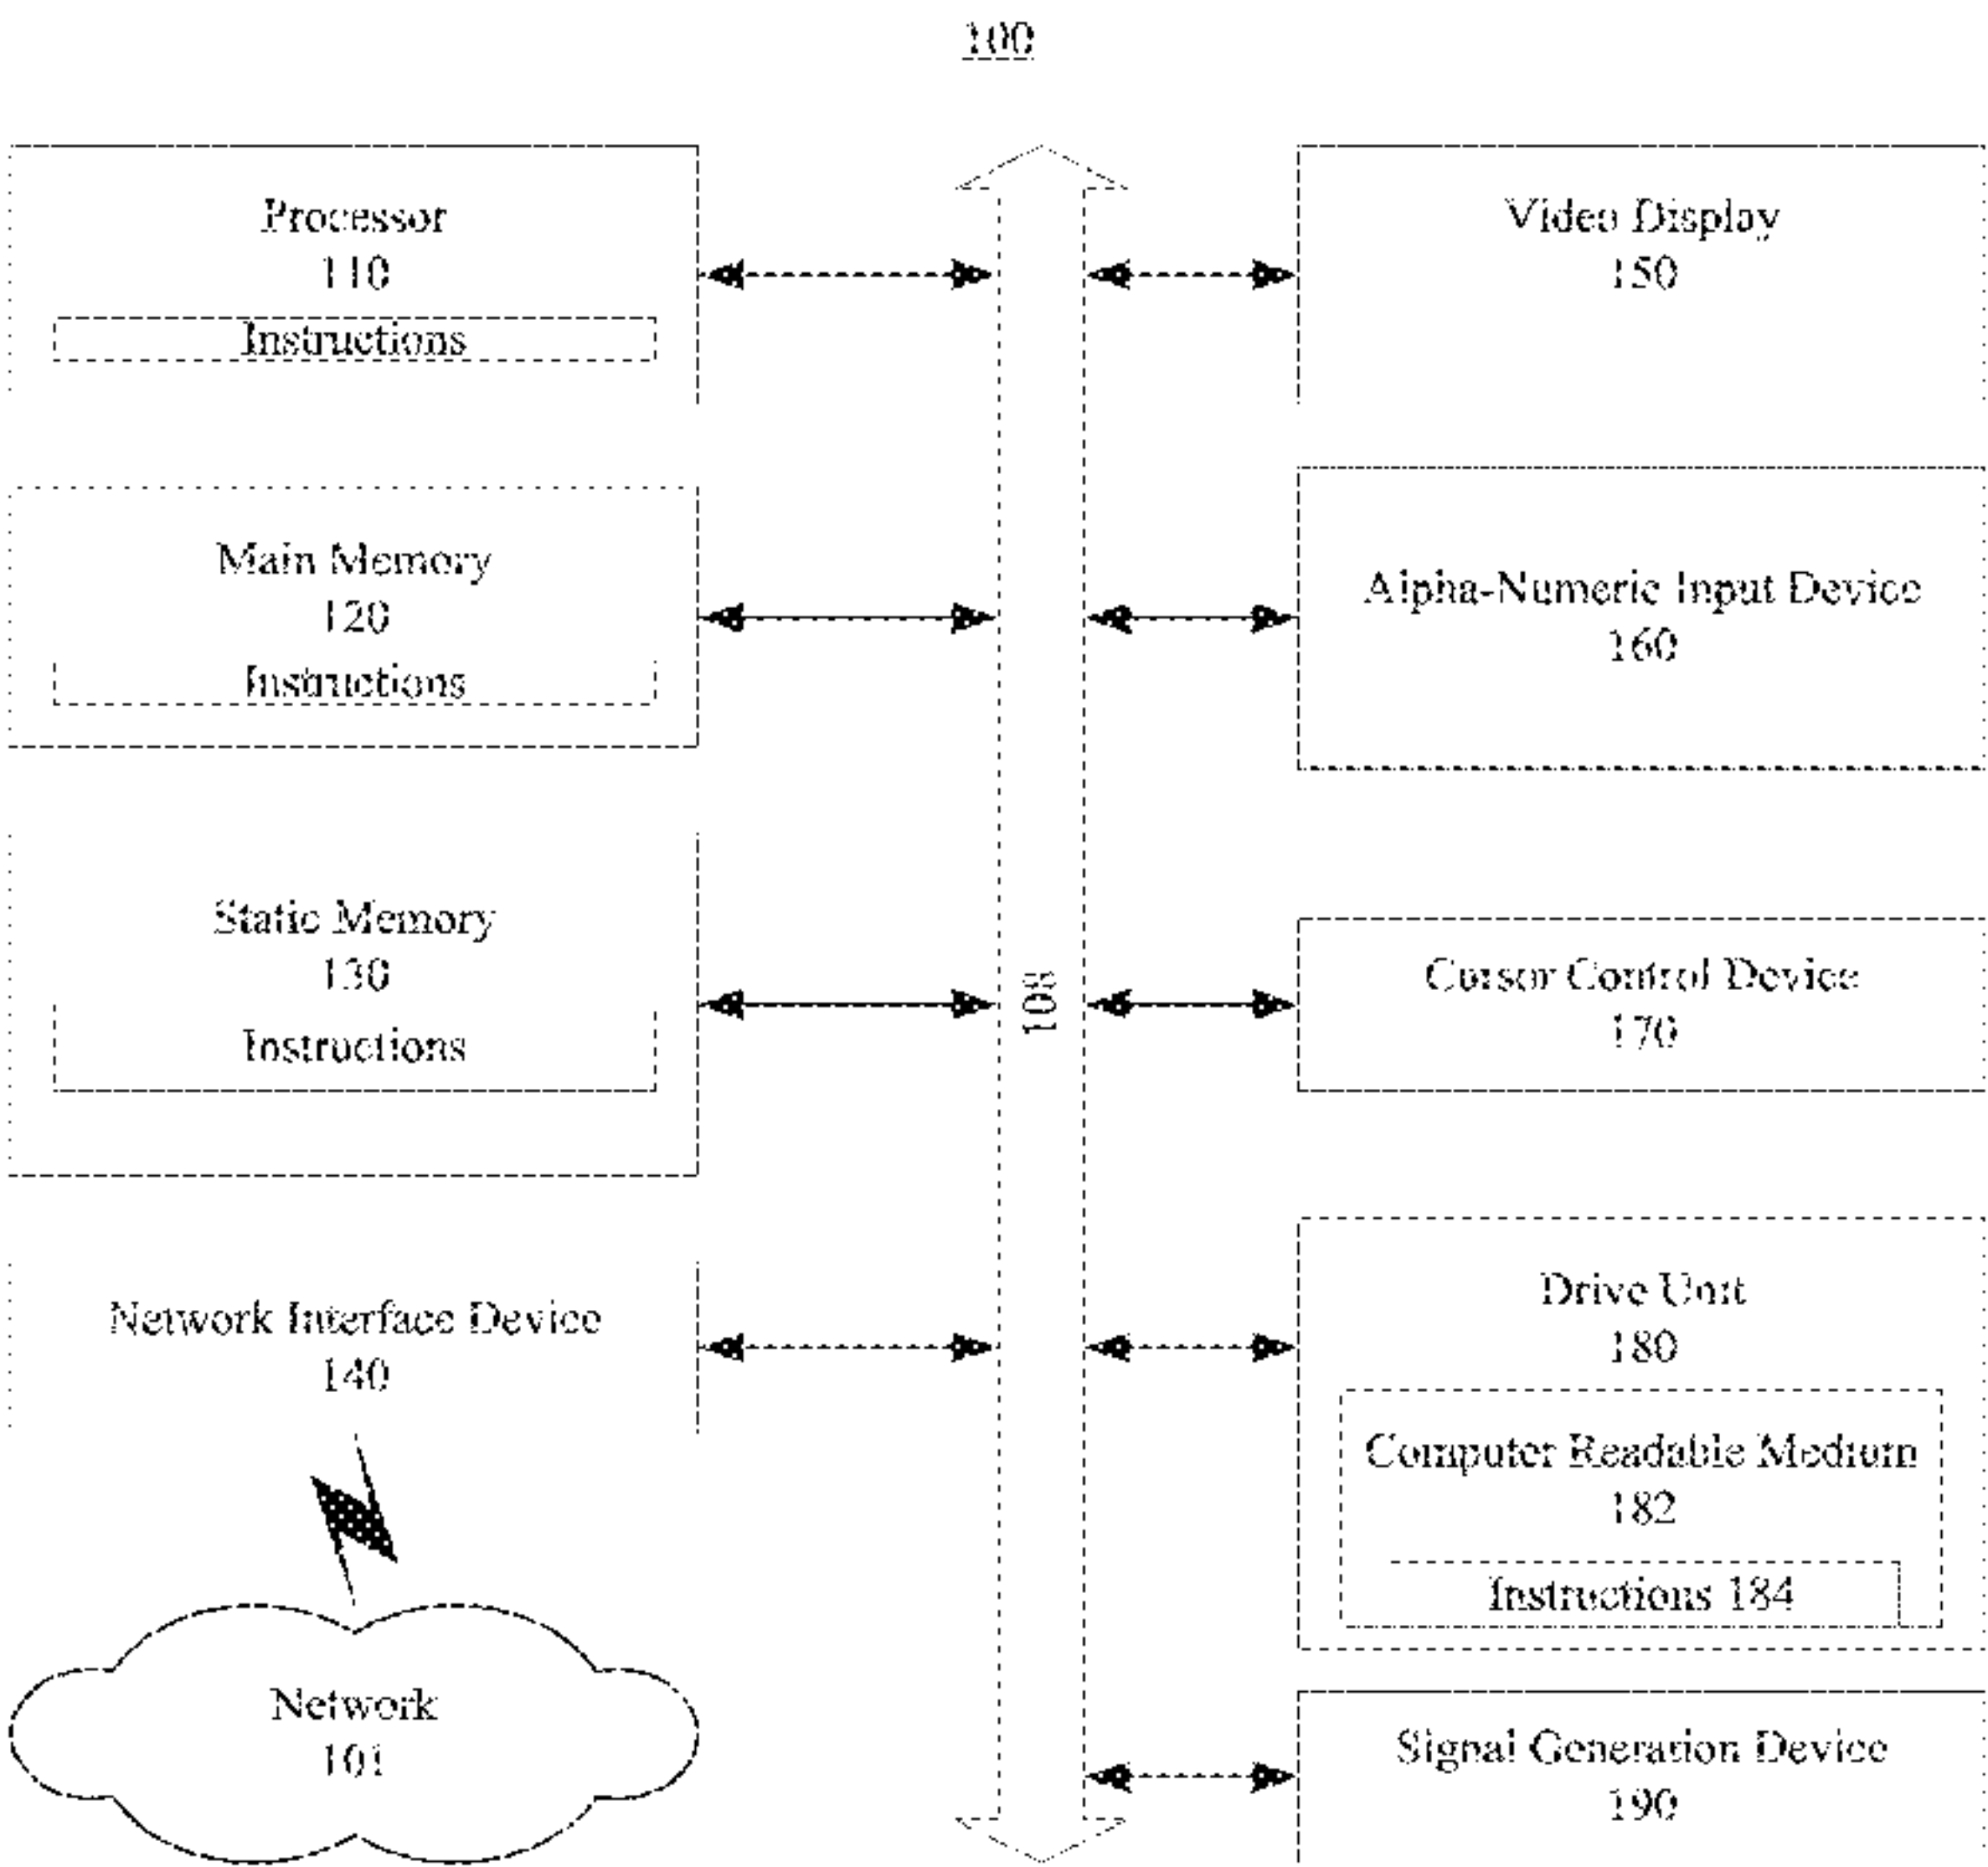 100
Processor
110
Instructions
Main Memory
120
Instructions
Static Memory
130
Instructions
Network Interface Device
140
Network
101
108
Video Display
150
Alpha-Numeric Input Device
160
Cursor Control Device
170
Drive Unit
180
Computer Readable Medium
182
Instructions 184
Signal Generation Device
190